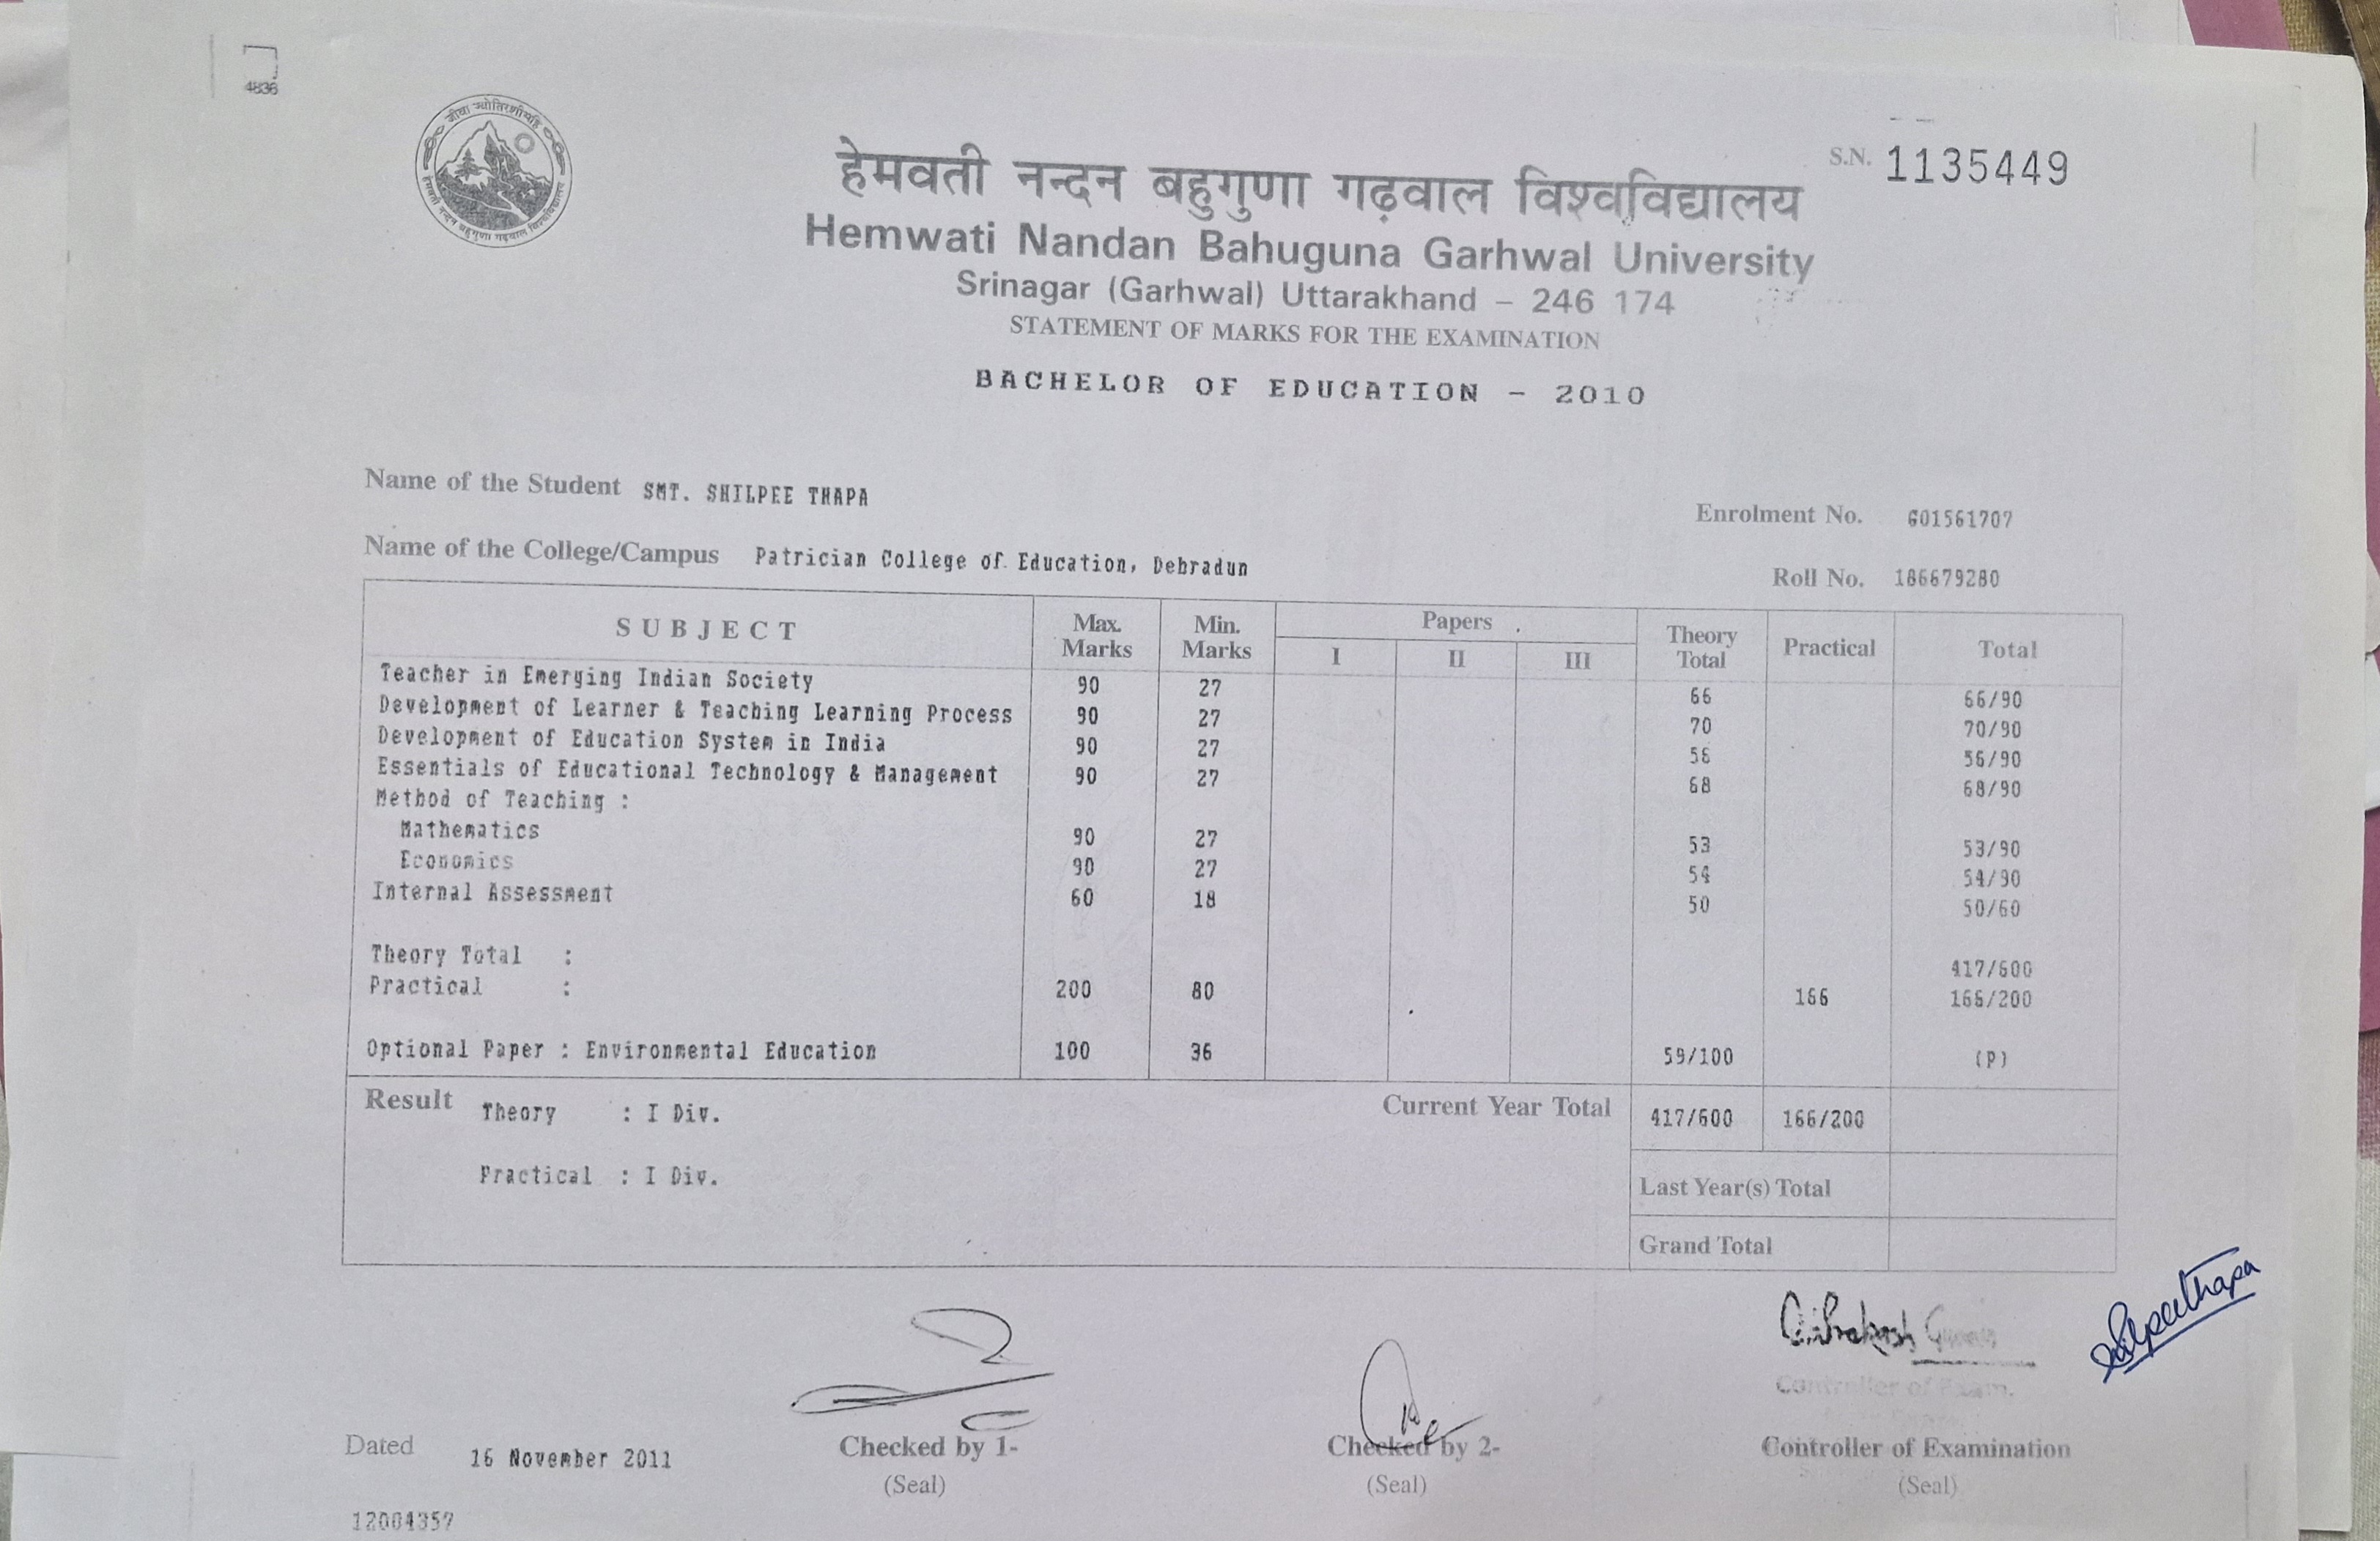 4836
हेमवती नन्दन बहुगुणा गढ़वाल विश्वविद्यालय
S.N. 1135449
Hemwati Nandan Bahuguna Garhwal University
Srinagar (Garhwal) Uttarakhand – 246 174
STATEMENT OF MARKS FOR THE EXAMINATION
BACHELOR OF EDUCATION - 2010
Name of the Student SMT. SHILPEE THAPA
Enrolment No. G01561707
Name of the College/Campus Patrician College of Education, Dehradun
Roll No. 186679280
SUBJECT Max. Marks Min. Marks Papers I II III Theory Total Practical Total
Teacher in Emerging Indian Society 90 27 66 66/90
Development of Learner & Teaching Learning Process 90 27 70 70/90
Development of Education System in India 90 27 56 56/90
Essentials of Educational Technology & Management 90 27 68 68/90
Method of Teaching :
Mathematics 90 27 53 53/90
Economics 90 27 54 54/90
Internal Assessment 60 18 50 50/60
Theory Total : 417/600
Practical : 200 80 166 166/200
Optional Paper : Environmental Education 100 36 59/100 (P)
Result Theory : I Div. Current Year Total 417/600 166/200
Practical : I Div. Last Year(s) Total
Grand Total
Shilpeethapa
Controller of Exam.
Dated 16 November 2011 Checked by 1- Checked by 2- Controller of Examination
(Seal) (Seal) (Seal)
12004357